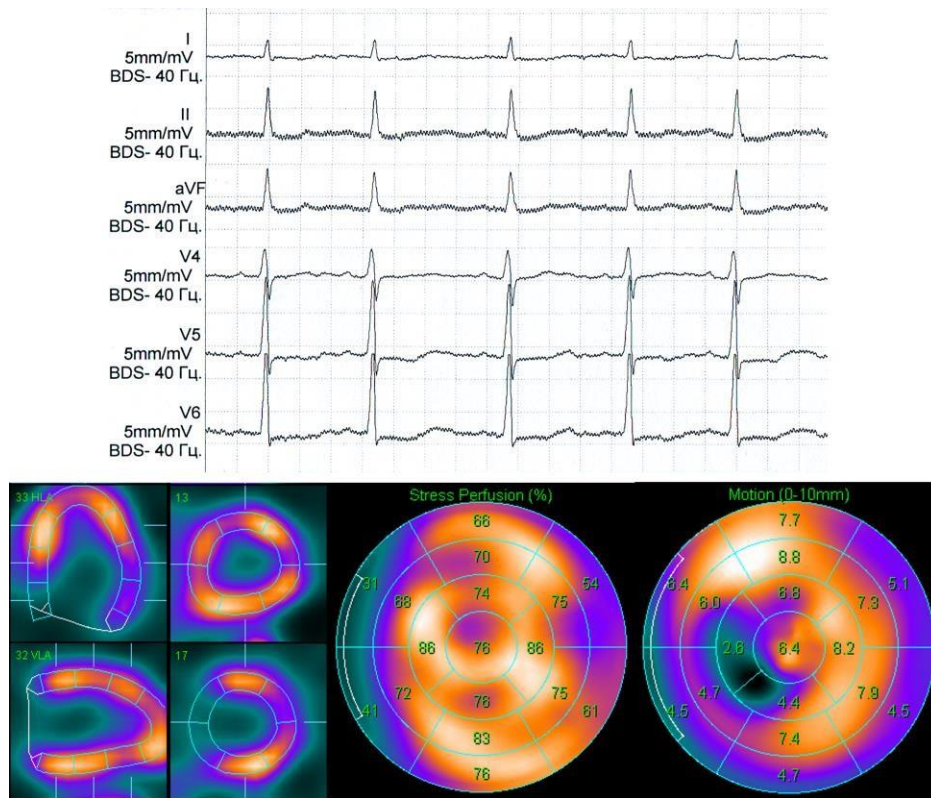 I
5mm/mV
BDS- 40 Гц.
II
5mm/mV
BDS- 40 Гц.
aVF
5mm/mV
BDS- 40 Гц.
V4
5mm/mV
BDS- 40 Гц.
V5
5mm/mV
BDS- 40 Гц.
V6
5mm/mV
BDS- 40 Гц.
33 HLA
13
32 VLA
17
Stress Perfusion (%)
66
70
31
54
68
74
75
86
76
86
72
76
75
41
61
83
76
Motion (0-10mm)
7.7
8.8
6.4
5.1
6.0
6.8
7.3
2.6
6.4
8.2
4.7
4.4
7.9
4.5
4.5
7.4
4.7